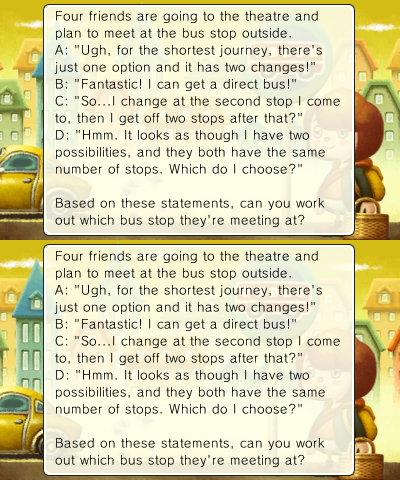 Four friends are going to the theatre and
plan to meet at the bus stop outside.
A: "Ugh, for the shortest journey, there's
just one option and it has two changes!"
B: "Fantastic! I can get a direct bus!"
C: "So...I change at the second stop I come
to, then I get off two stops after that?"
D: "Hmm. It looks as though I have two
possibilities, and they both have the same
number of stops. Which do I choose?"
Based on these statements, can you work
out which bus stop they're meeting at?
Four friends are going to the theatre and
plan to meet at the bus stop outside.
A: "Ugh, for the shortest journey, there's
just one option and it has two changes!"
B: "Fantastic! I can get a direct bus!"
C: "So...I change at the second stop I come
to, then I get off two stops after that?"
D: "Hmm. It looks as though I have two
possibilities, and they both have the same
number of stops. Which do I choose?"
Based on these statements, can you work
out which bus stop they're meeting at?